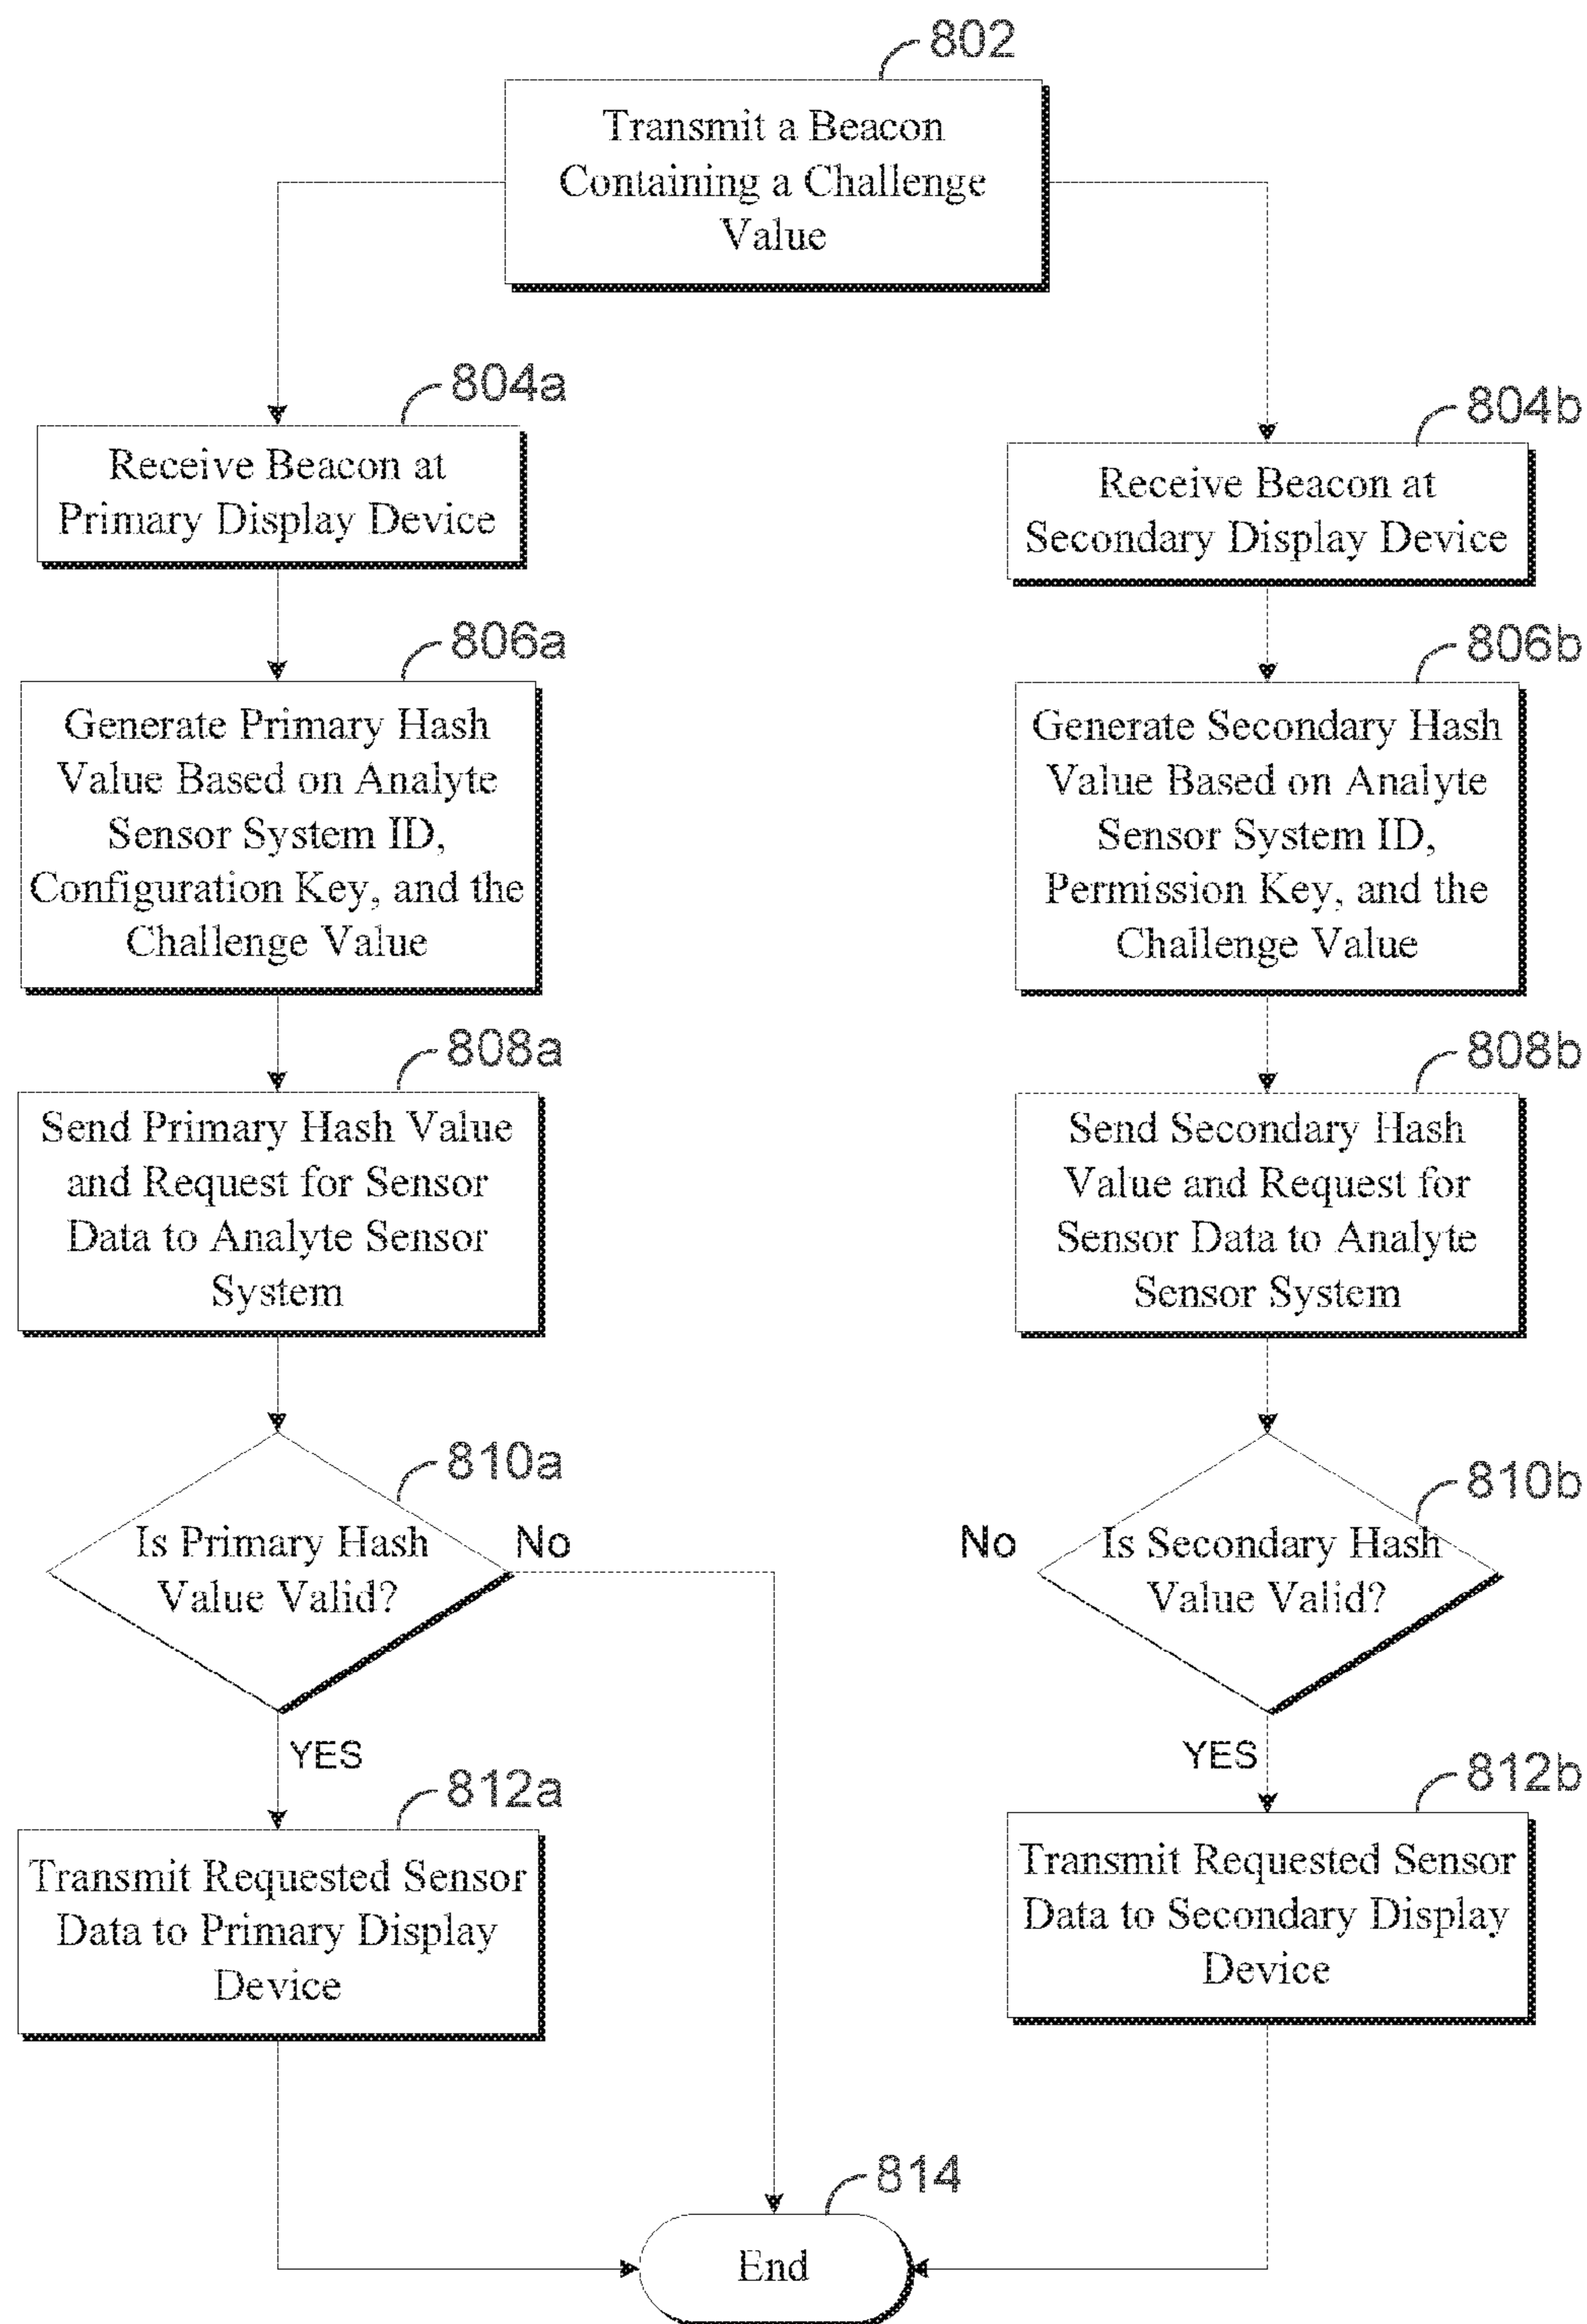 802
Transmit a Beacon
Containing a Challenge
Value
804a
Receive Beacon at
Primary Display Device
804b
Receive Beacon at
Secondary Display Device
806a
Generate Primary Hash
Value Based on Analyte
Sensor System ID,
Configuration Key, and the
Challenge Value
806b
Generate Secondary Hash
Value Based on Analyte
Sensor System ID,
Permission Key, and the
Challenge Value
808a
Send Primary Hash Value
and Request for Sensor
Data to Analyte Sensor
System
808b
Send Secondary Hash
Value and Request for
Sensor Data to Analyte
Sensor System
810a
Is Primary Hash
Value Valid?
No
YES
810b
No
Is Secondary Hash
Value Valid?
YES
812a
Transmit Requested Sensor
Data to Primary Display
Device
812b
Transmit Requested Sensor
Data to Secondary Display
Device
814
End